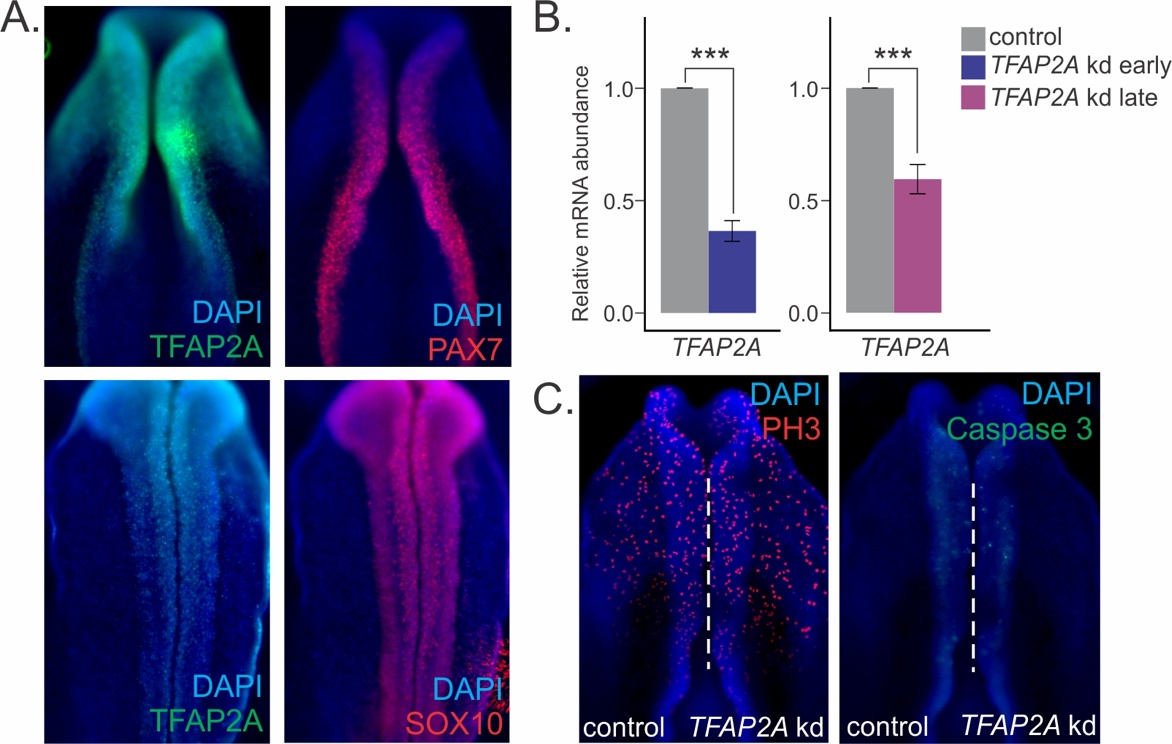 A.
DAPI
TFAP2A
DAPI
PAX7
DAPI
TFAP2A
DAPI
SOX10
B.
Relative mRNA abundance
1.0
0.5
0.0
***
TFAP2A
1.0
0.5
0.0
***
TFAP2A
control
TFAP2A kd early
TFAP2A kd late
C.
DAPI
PH3
control TFAP2A kd
DAPI
Caspase 3
control TFAP2A kd